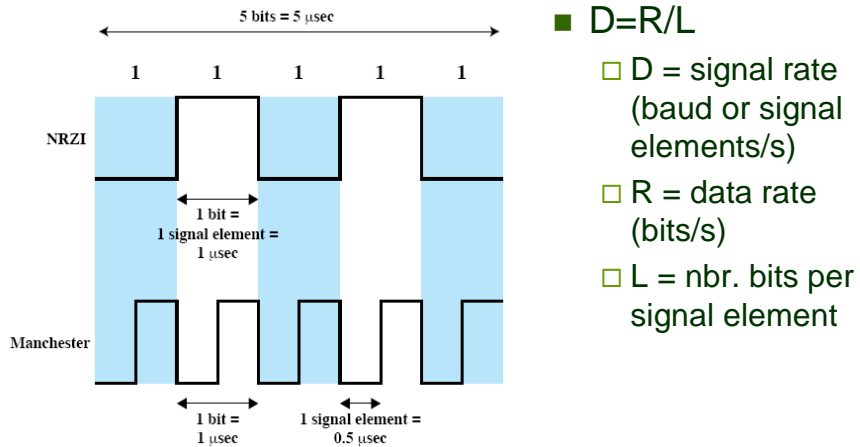 5 bits = 5 μsec
1 1 1 1 1
NRZI
1 bit =
1 signal element =
1 μsec
Manchester
1 bit =
1 μsec
1 signal element =
0.5 μsec
D=R/L
D = signal rate
(baud or signal
elements/s)
R = data rate
(bits/s)
L = nbr. bits per
signal element